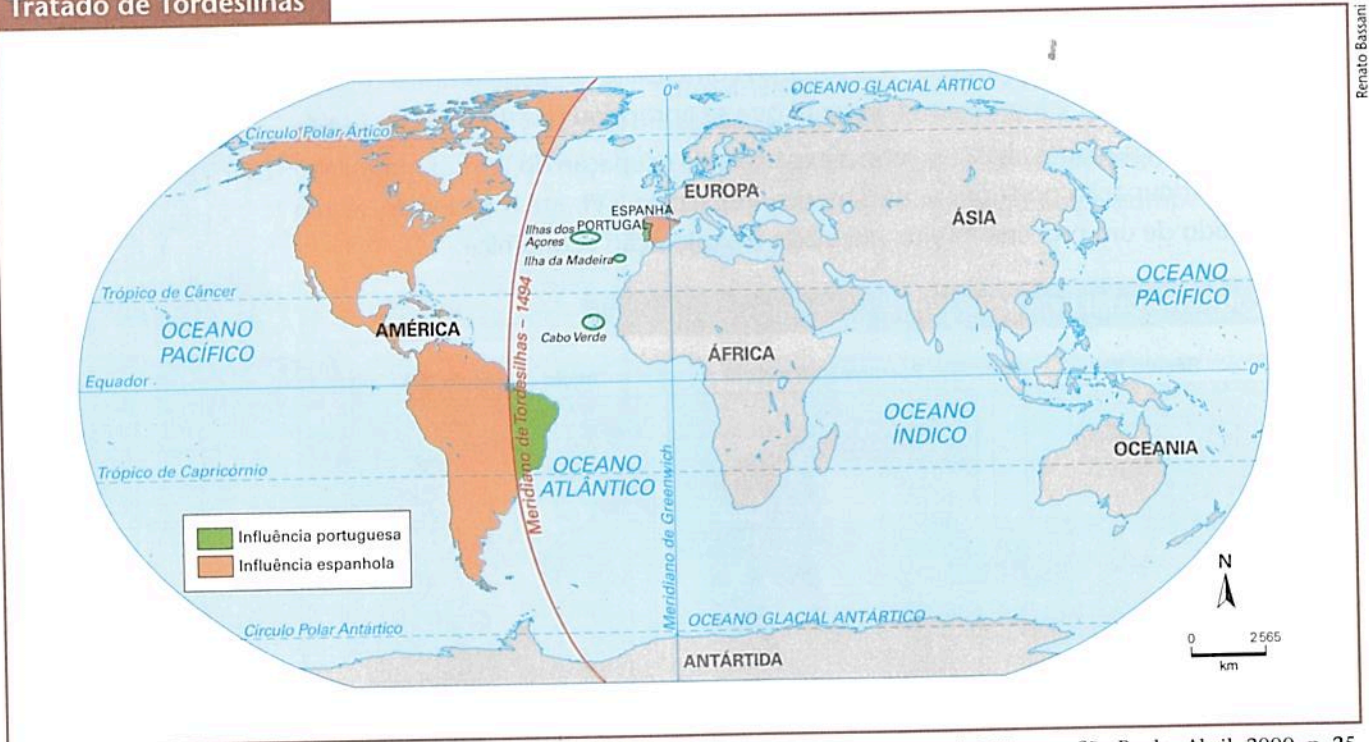 Tratado de Tordesilhas
Renato Bassani
OCEANO GLACIAL ÁRTICO
0°
Círculo Polar Ártico
EUROPA
ÁSIA
ESPANHA
PORTUGAL
Ilhas dos
Açores
Ilha da Madeira
Trópico de Câncer
OCEANO
PACÍFICO
OCEANO
PACÍFICO
AMÉRICA
Cabo Verde
ÁFRICA
Meridiano de Tordesilhas – 1494
Equador
0°
OCEANO
ÍNDICO
OCEANIA
Trópico de Capricórnio
OCEANO
ATLÂNTICO
Meridiano de Greenwich
Influência portuguesa
Influência espanhola
N
OCEANO GLACIAL ANTÁRTICO
Círculo Polar Antártico
0 2565
km
ANTÁRTIDA
Abril, 2000. p. 25